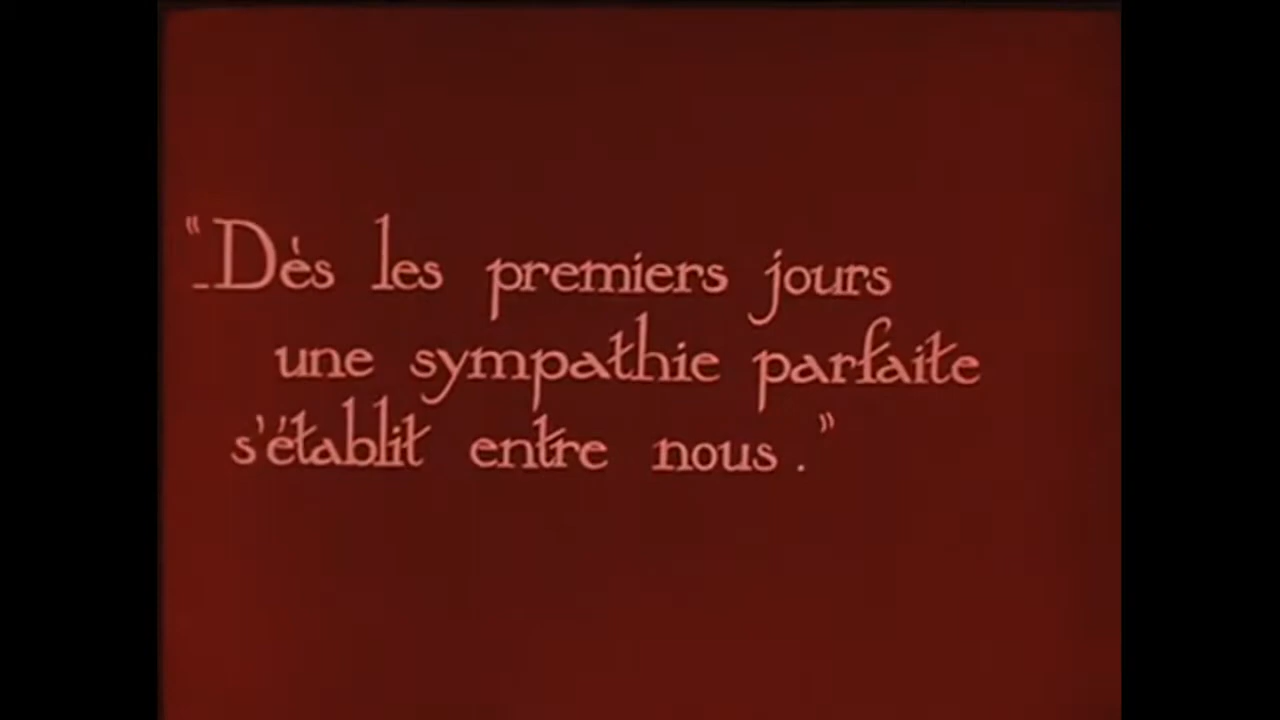 “_Dès les premiers jours
une sympathie parfaite
s'établit entre nous.”